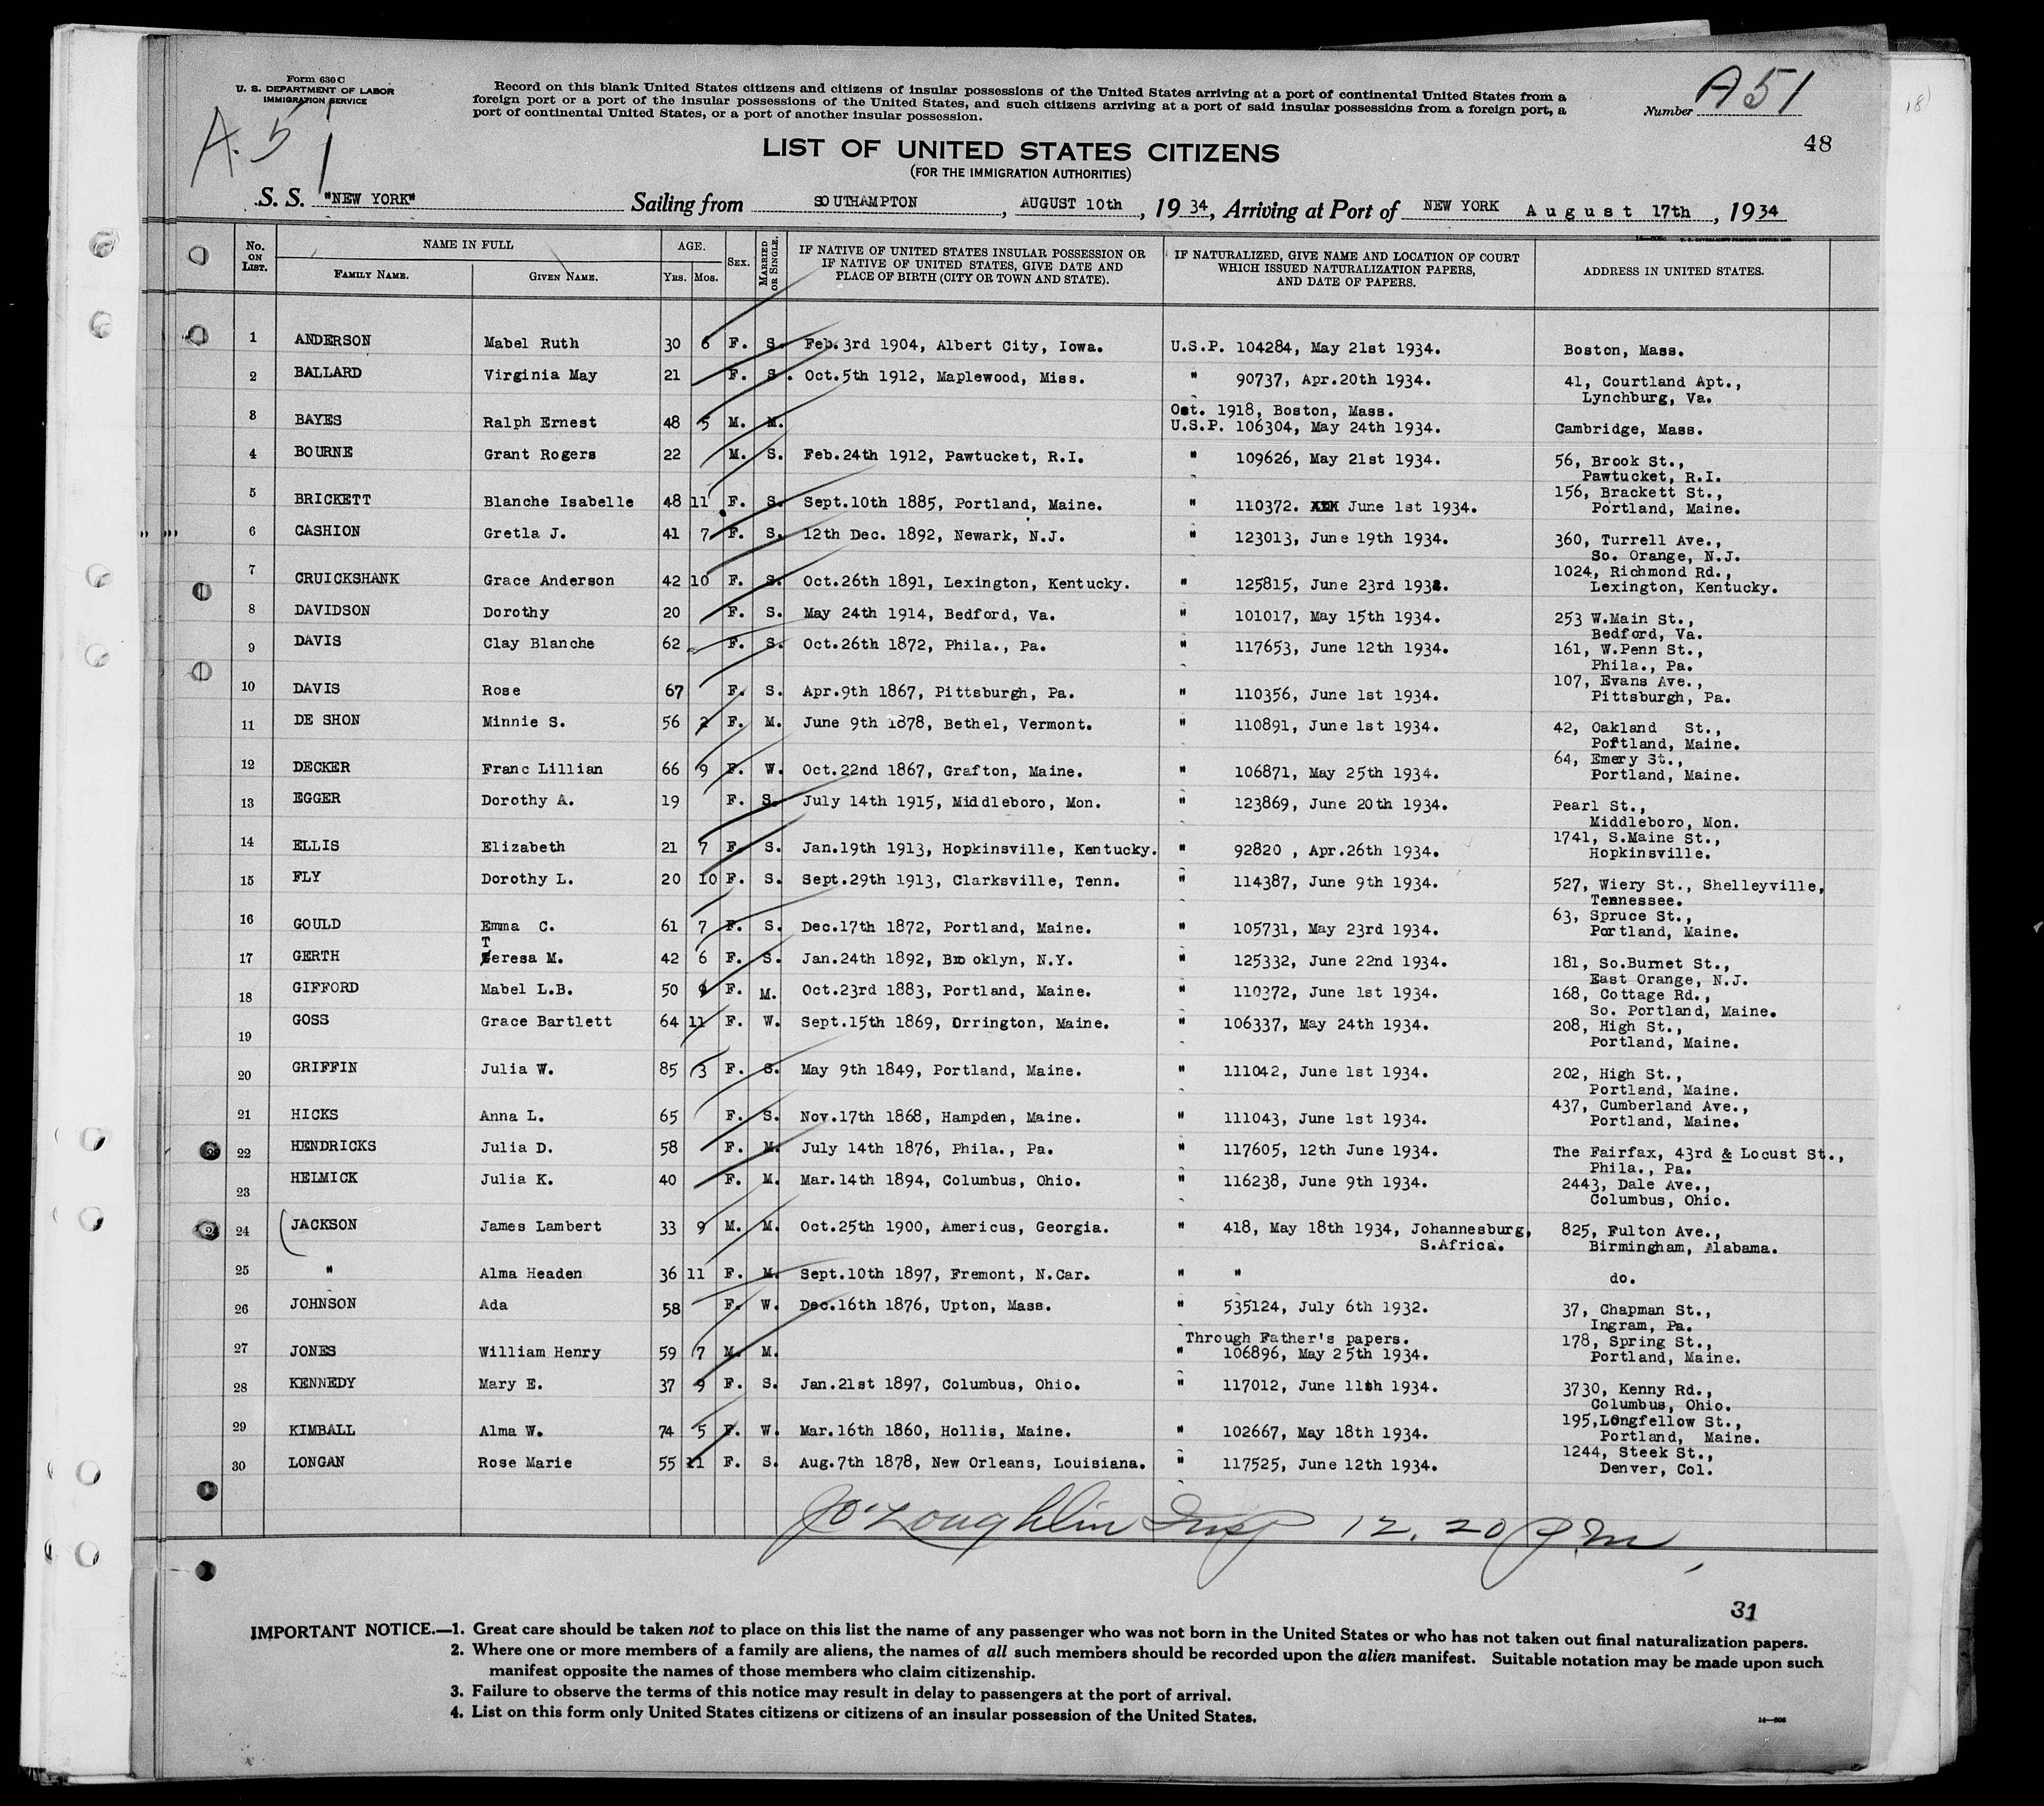 Form 630 C
U. S. DEPARTMENT OF LABOR
IMMIGRATION SERVICE
Record on this blank United States citizens and citizens of insular possessions of the United States arriving at a port of continental United States from a
foreign port or a port of the insular possessions of the United States, and such citizens arriving at a port of said insular possessions from a foreign port, a
port of continental United States, or a port of another insular possession.
Number A51
A. 51
48
LIST OF UNITED STATES CITIZENS
(FOR THE IMMIGRATION AUTHORITIES)
S. S. "NEW YORK" Sailing from SOUTHAMPTON, AUGUST 10th, 1934, Arriving at Port of NEW YORK August 17th, 1934
No. ON LIST. NAME IN FULL FAMILY NAME. GIVEN NAME. AGE. Yrs. Mos. SEX. MARRIED OR SINGLE. IF NATIVE OF UNITED STATES INSULAR POSSESSION OR IF NATIVE OF UNITED STATES, GIVE DATE AND PLACE OF BIRTH (CITY OR TOWN AND STATE). IF NATURALIZED, GIVE NAME AND LOCATION OF COURT WHICH ISSUED NATURALIZATION PAPERS, AND DATE OF PAPERS. ADDRESS IN UNITED STATES.
1 ANDERSON Mabel Ruth 30 6 F. S. Feb.3rd 1904, Albert City, Iowa. U.S.P. 104284, May 21st 1934. Boston, Mass.
2 BALLARD Virginia May 21 F. S. Oct.5th 1912, Maplewood, Miss. " 90737, Apr.20th 1934. 41, Courtland Apt.,
Lynchburg, Va.
Oct. 1918, Boston, Mass.
3 BAYES Ralph Ernest 48 5 M. M. U.S.P. 106304, May 24th 1934. Cambridge, Mass.
4 BOURNE Grant Rogers 22 M. S. Feb.24th 1912, Pawtucket, R.I. " 109626, May 21st 1934. 56, Brook St.,
Pawtucket, R.I.
5 BRICKETT Blanche Isabelle 48 11 F. S. Sept.10th 1885, Portland, Maine. " 110372. June 1st 1934. 156, Brackett St.,
Portland, Maine.
6 CASHION Gretla J. 41 7 F. S. 12th Dec. 1892, Newark, N.J. " 123013, June 19th 1934. 360, Turrell Ave.,
So. Orange, N.J.
7 CRUICKSHANK Grace Anderson 42 10 F. S. Oct.26th 1891, Lexington, Kentucky. " 125815, June 23rd 1934. 1024, Richmond Rd.,
Lexington, Kentucky.
8 DAVIDSON Dorothy 20 F. S. May 24th 1914, Bedford, Va. " 101017, May 15th 1934. 253 W.Main St.,
Bedford, Va.
9 DAVIS Clay Blanche 62 F. S. Oct.26th 1872, Phila., Pa. " 117653, June 12th 1934. 161, W.Penn St.,
Phila., Pa.
10 DAVIS Rose 67 F. S. Apr.9th 1867, Pittsburgh, Pa. " 110356, June 1st 1934. 107, Evans Ave.,
Pittsburgh, Pa.
11 DE SHON Minnie S. 56 2 F. M. June 9th 1878, Bethel, Vermont. " 110891, June 1st 1934. 42, Oakland St.,
Portland, Maine.
12 DECKER Franc Lillian 66 9 F. W. Oct.22nd 1867, Grafton, Maine. " 106871, May 25th 1934. 64, Emery St.,
Portland, Maine.
13 EGGER Dorothy A. 19 F. S. July 14th 1915, Middleboro, Mon. " 123869, June 20th 1934. Pearl St.,
Middleboro, Mon.
14 ELLIS Elizabeth 21 7 F. S. Jan.19th 1913, Hopkinsville, Kentucky. " 92820 , Apr.26th 1934. 1741, S.Maine St.,
Hopkinsville.
15 FLY Dorothy L. 20 10 F. S. Sept.29th 1913, Clarksville, Tenn. " 114387, June 9th 1934. 527, Wiery St., Shelleyville,
Tennessee.
16 GOULD Emma C. 61 7 F. S. Dec.17th 1872, Portland, Maine. " 105731, May 23rd 1934. 63, Spruce St.,
Portland, Maine.
17 GERTH Teresa M. 42 6 F. S. Jan.24th 1892, Brooklyn, N.Y. " 125332, June 22nd 1934. 181, So.Burnet St.,
East Orange, N.J.
18 GIFFORD Mabel L.B. 50 9 F. M. Oct.23rd 1883, Portland, Maine. " 110372, June 1st 1934. 168, Cottage Rd.,
So. Portland, Maine.
19 GOSS Grace Bartlett 64 11 F. W. Sept.15th 1869, Orrington, Maine. " 106337, May 24th 1934. 208, High St.,
Portland, Maine.
20 GRIFFIN Julia W. 85 3 F. S. May 9th 1849, Portland, Maine. " 111042, June 1st 1934. 202, High St.,
Portland, Maine.
21 HICKS Anna L. 65 F. S. Nov.17th 1868, Hampden, Maine. " 111043, June 1st 1934. 437, Cumberland Ave.,
Portland, Maine.
22 HENDRICKS Julia D. 58 F. M. July 14th 1876, Phila., Pa. " 117605, 12th June 1934. The Fairfax, 43rd & Locust St.,
Phila., Pa.
23 HELMICK Julia K. 40 F. M. Mar.14th 1894, Columbus, Ohio. " 116238, June 9th 1934. 2443, Dale Ave.,
Columbus, Ohio.
24 JACKSON James Lambert 33 9 M. M. Oct.25th 1900, Americus, Georgia. " 418, May 18th 1934, Johannesburg, 825, Fulton Ave.,
S.Africa. Birmingham, Alabama.
25 " Alma Headen 36 11 F. M. Sept.10th 1897, Fremont, N.Car. " " do.
26 JOHNSON Ada 58 F. W. Dec.16th 1876, Upton, Mass. " 535124, July 6th 1932. 37, Chapman St.,
Ingram, Pa.
Through Father's papers. 178, Spring St.,
27 JONES William Henry 59 7 M. M. " 106896, May 25th 1934. Portland, Maine.
28 KENNEDY Mary E. 37 9 F. S. Jan.21st 1897, Columbus, Ohio. " 117012, June 11th 1934. 3730, Kenny Rd.,
Columbus, Ohio.
29 KIMBALL Alma W. 74 5 F. W. Mar.16th 1860, Hollis, Maine. " 102667, May 18th 1934. 195,Longfellow St.,
Portland, Maine.
30 LONGAN Rose Marie 55 11 F. S. Aug.7th 1878, New Orleans, Louisiana. " 117525, June 12th 1934. 1244, Steek St.,
Denver, Col.
O'Loughlin Insp 12.20 P.M.
31
IMPORTANT NOTICE.—1. Great care should be taken not to place on this list the name of any passenger who was not born in the United States or who has not taken out final naturalization papers.
2. Where one or more members of a family are aliens, the names of all such members should be recorded upon the alien manifest. Suitable notation may be made upon such
manifest opposite the names of those members who claim citizenship.
3. Failure to observe the terms of this notice may result in delay to passengers at the port of arrival.
4. List on this form only United States citizens or citizens of an insular possession of the United States.